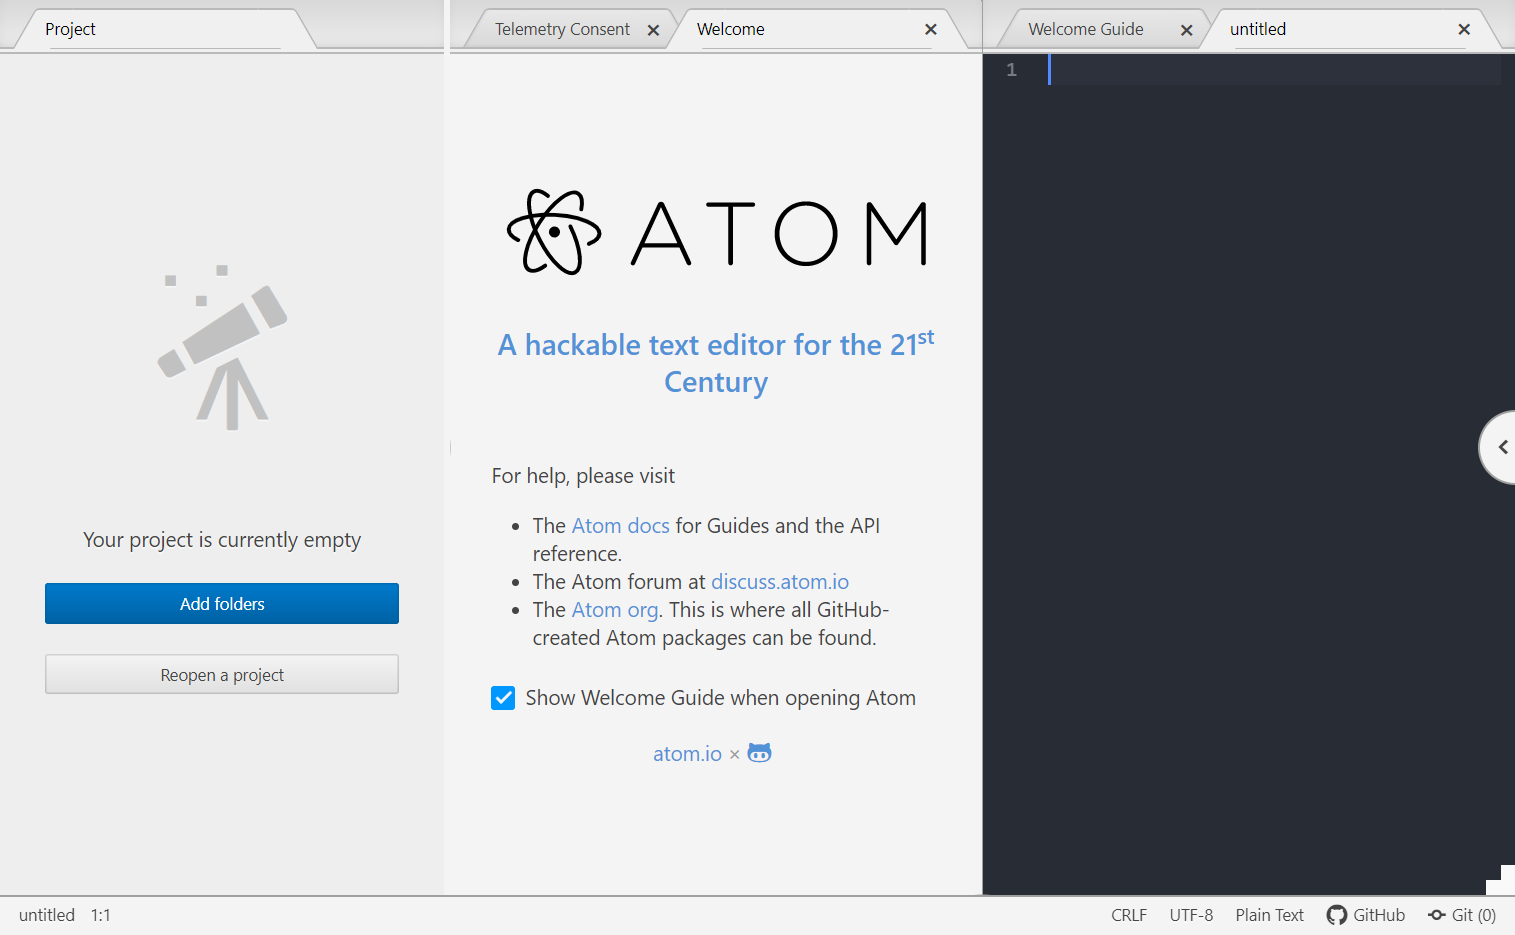 Project
Telemetry Consent
Welcome
Welcome Guide
untitled
1
ATOM
A hackable text editor for the 21st
Century
For help, please visit
• The Atom docs for Guides and the API
reference.
• The Atom forum at discuss.atom.io
• The Atom org. This is where all GitHub-
created Atom packages can be found.
Show Welcome Guide when opening Atom
atom.io ×
Your project is currently empty
Add folders
Reopen a project
untitled 1:1
CRLF UTF-8 Plain Text GitHub Git (0)